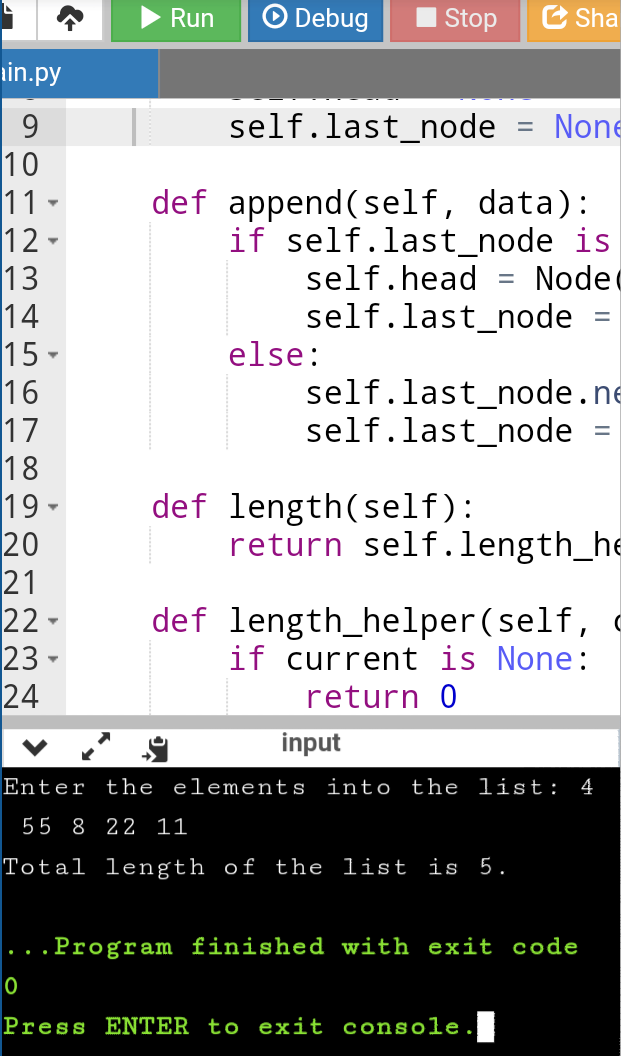 Run Debug Stop Sha
ain.py
9 self.last_node = None
10
11 def append(self, data):
12 if self.last_node is
13 self.head = Node(
14 self.last_node =
15 else:
16 self.last_node.ne
17 self.last_node =
18
19 def length(self):
20 return self.length_he
21
22 def length_helper(self, c
23 if current is None:
24 return 0
input
Enter the elements into the list: 4
55 8 22 11
Total length of the list is 5.
...Program finished with exit code
0
Press ENTER to exit console.